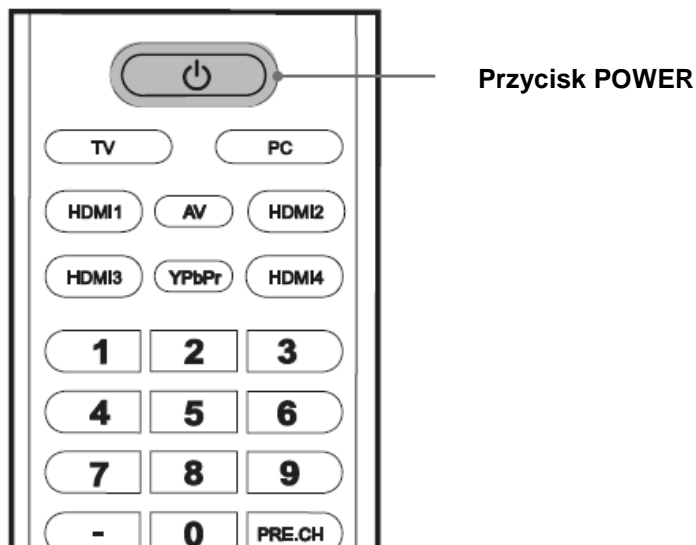 Przycisk POWER
TV PC
HDMI1 AV HDMI2
HDMI3 YPbPr HDMI4
1 2 3
4 5 6
7 8 9
- 0 PRE.CH